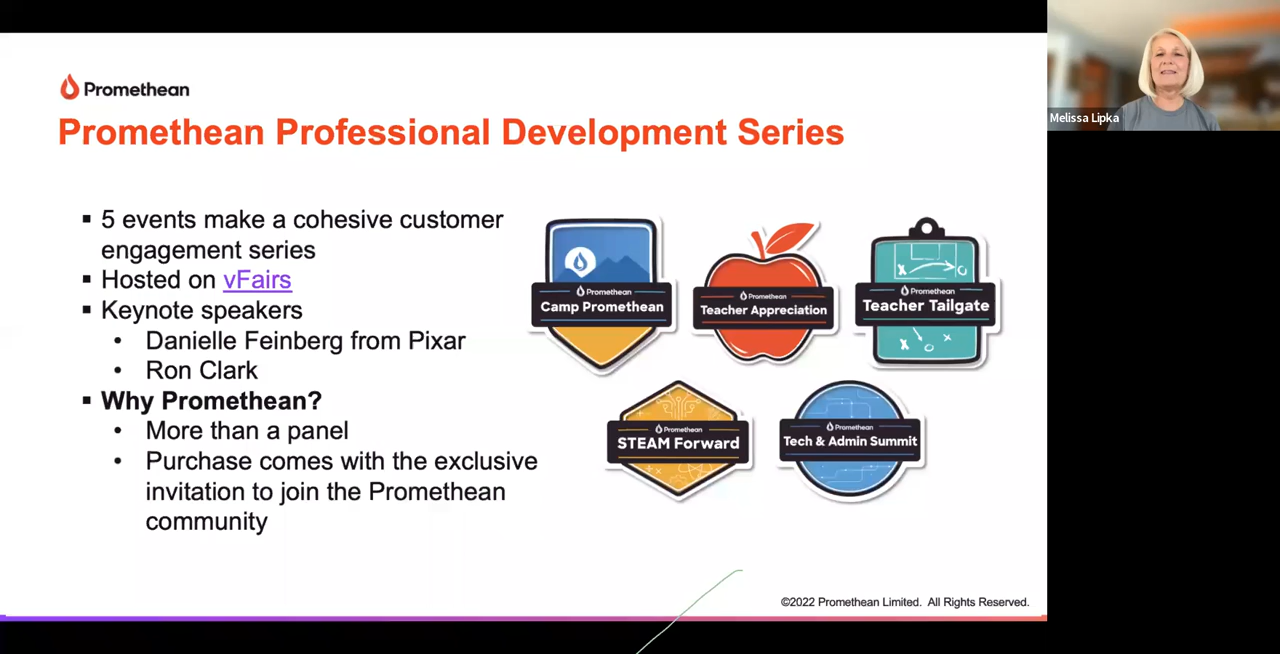 Promethean
Promethean Professional Development Series
▪ 5 events make a cohesive customer
engagement series
▪ Hosted on vFairs
▪ Keynote speakers
• Danielle Feinberg from Pixar
• Ron Clark
▪ Why Promethean?
• More than a panel
• Purchase comes with the exclusive
invitation to join the Promethean
community
Promethean
Camp Promethean
Promethean
Teacher Appreciation
Promethean
Teacher Tailgate
Promethean
STEAM Forward
Promethean
Tech & Admin Summit
©2022 Promethean Limited. All Rights Reserved.
Melissa Lipka